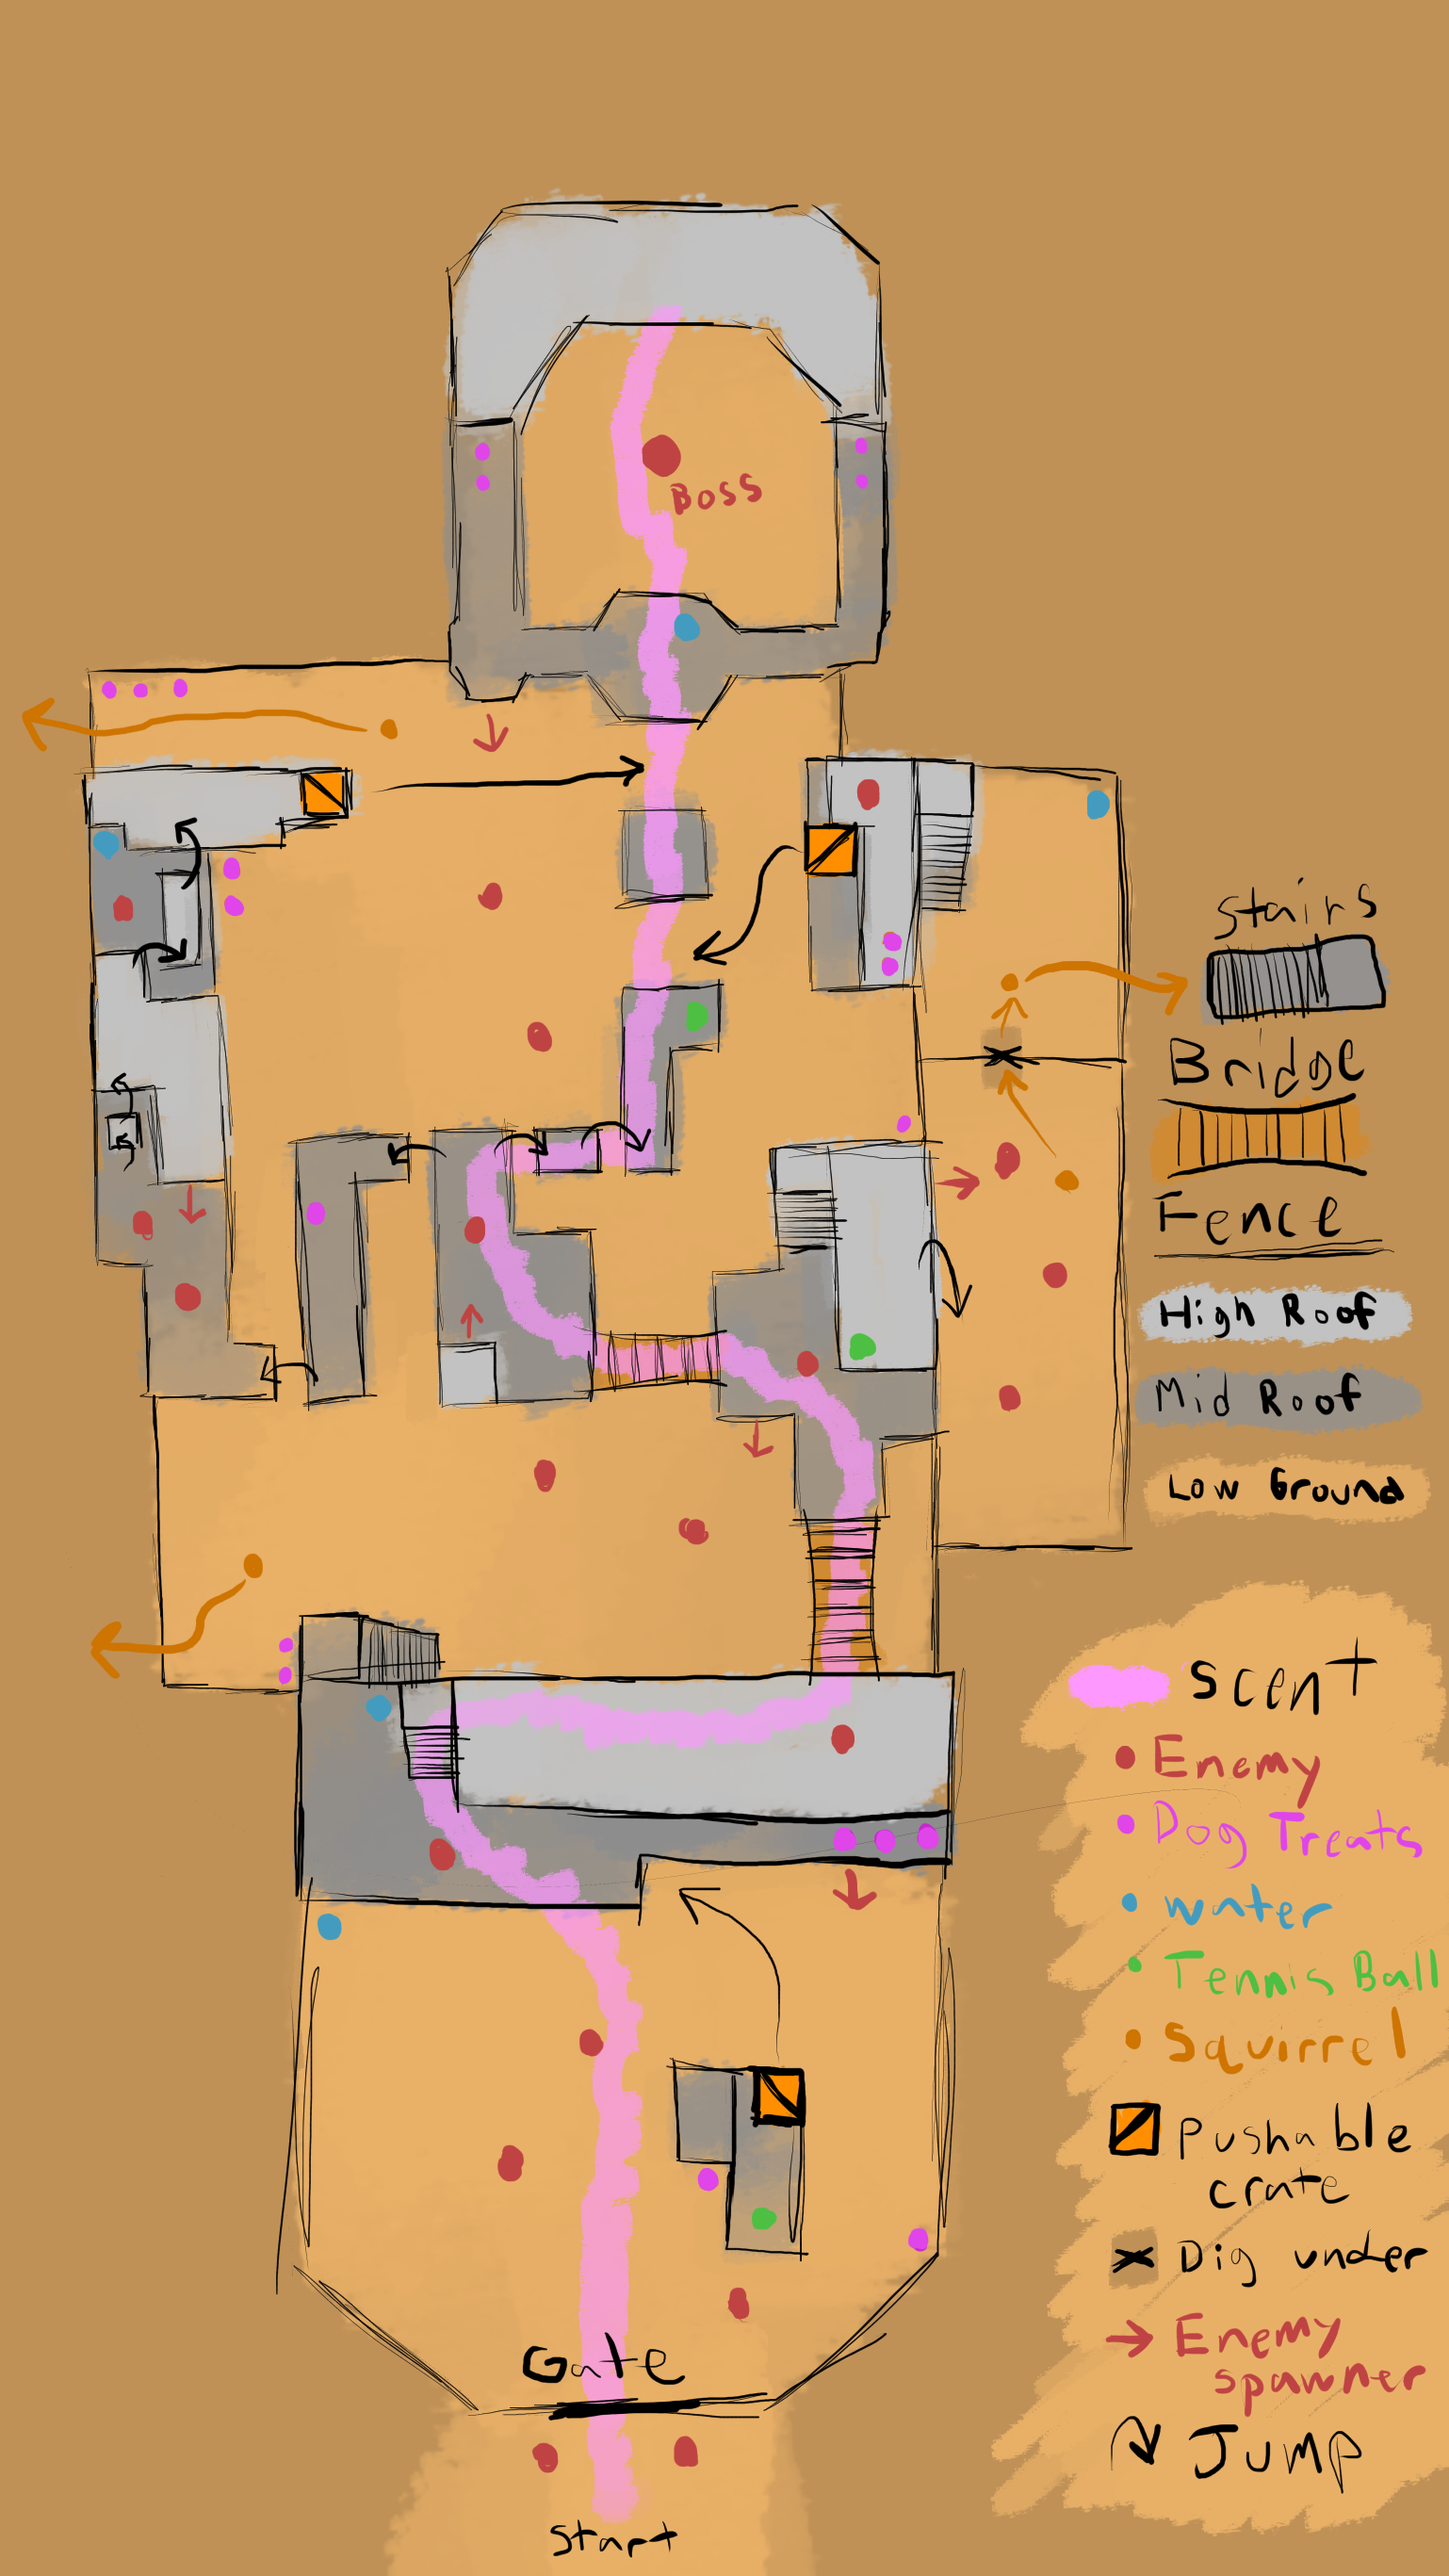 Boss
Stairs
Bridge
Fence
High Roof
Mid Roof
Low Ground
Scent
Enemy
Dog Treats
water
Tennis Ball
Squirrel
Pushable
crate
Dig under
Enemy
spawner
Jump
Gate
Start